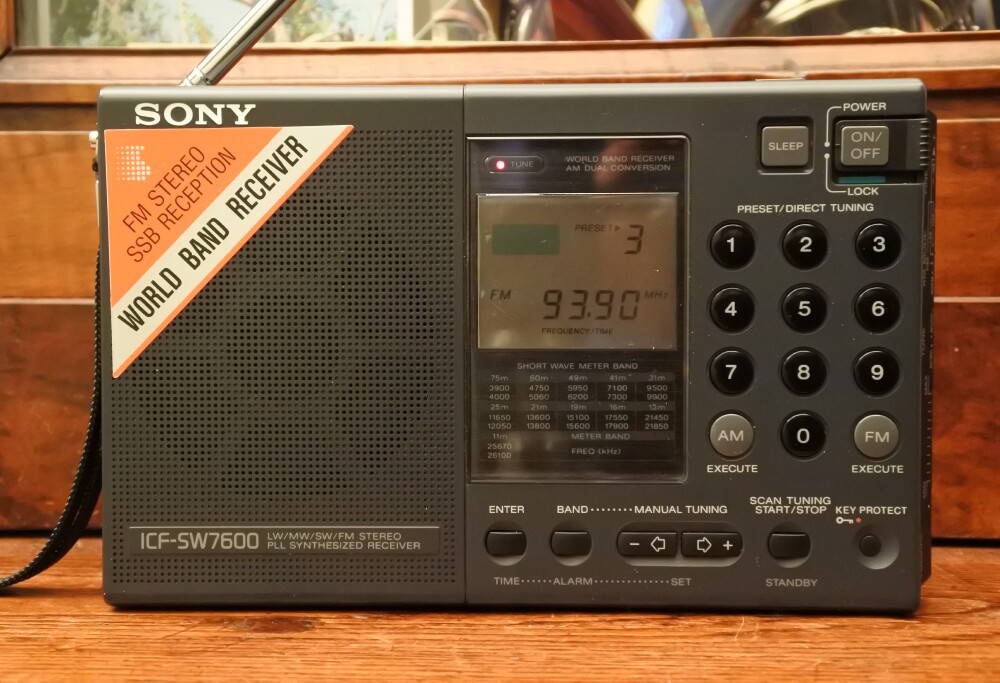 SONY
FM STEREO
SSB RECEPTION
WORLD BAND RECEIVER
TUNE
WORLD BAND RECEIVER
AM DUAL CONVERSION
PRESET 3
FM 93.90 MHz
FREQUENCY/TIME
SHORT WAVE METER BAND
75m 60m 49m 41m 31m
3900 4750 5950 7100 9500
4000 5060 6200 7300 9900
25m 21m 19m 16m 13m
11650 13600 15100 17550 21450
12050 13800 15600 17900 21850
11m METER BAND
25670
26100 FREQ (kHz)
POWER
SLEEP
ON/
OFF
LOCK
PRESET/DIRECT TUNING
1 2 3
4 5 6
7 8 9
AM 0 FM
EXECUTE EXECUTE
ENTER BAND MANUAL TUNING
SCAN TUNING
START/STOP
KEY PROTECT
− +
TIME ALARM SET
STANDBY
ICF-SW7600
LW/MW/SW/FM STEREO
PLL SYNTHESIZED RECEIVER